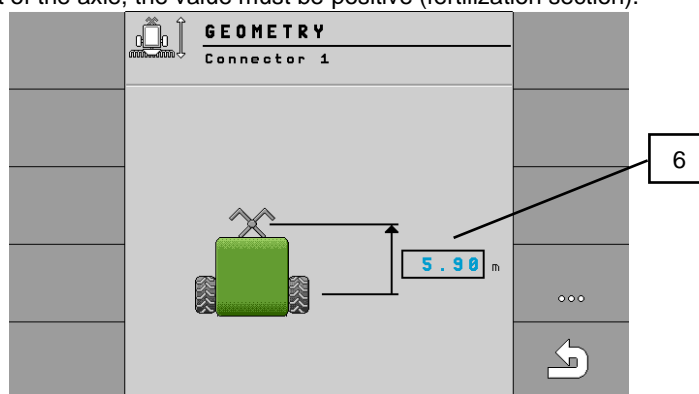 of the axle, the value must be positive (fertilization section).
GEOMETRY
Connector 1
6
5.90 m